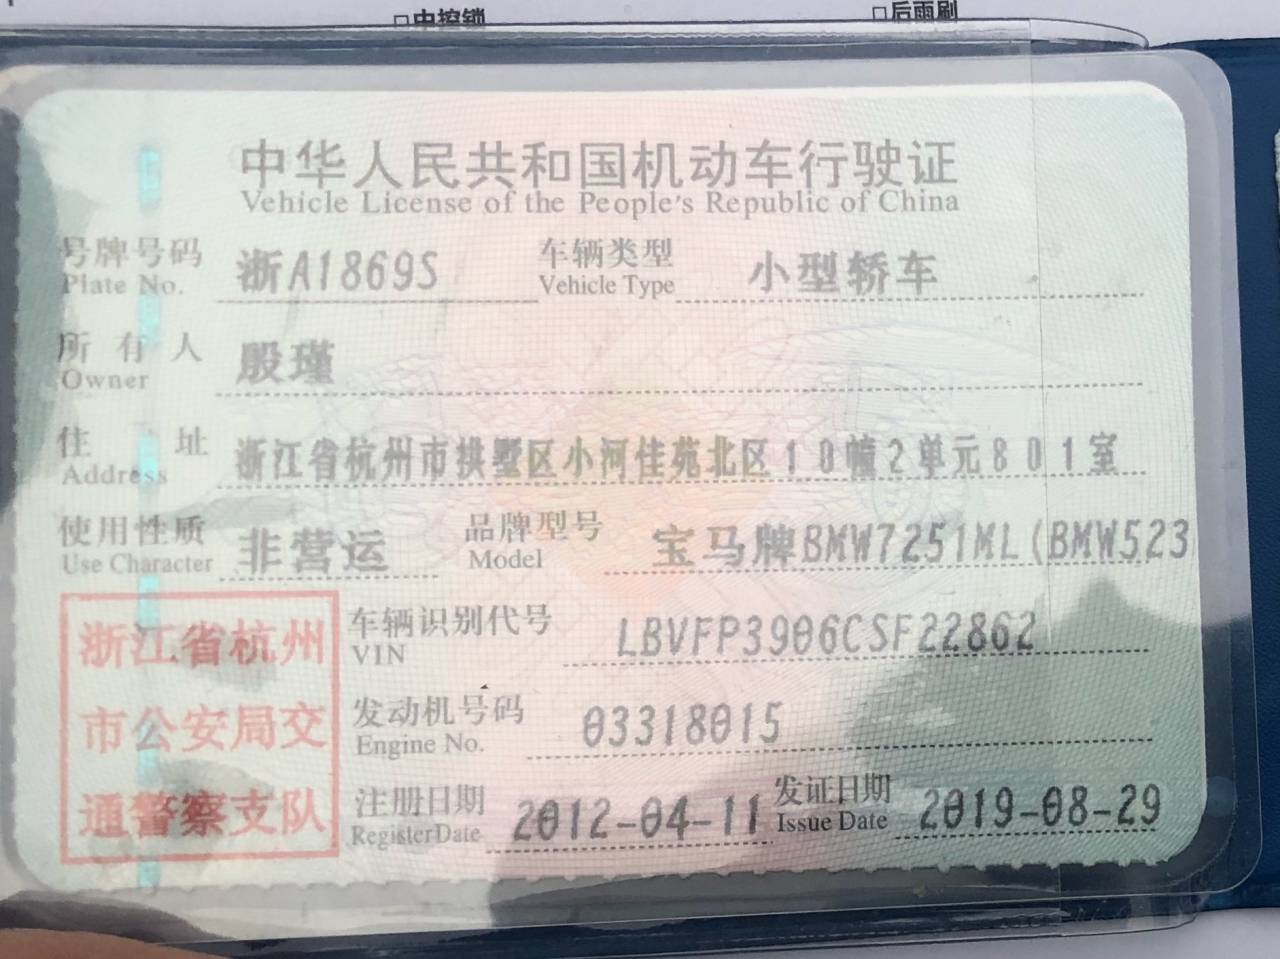 □中控锁 □后雨刷
中华人民共和国机动车行驶证
Vehicle License of the People's Republic of China
号牌号码 浙A1869S 车辆类型 小型轿车
Plate No. Vehicle Type
所有人 殷瑾
Owner
住址 浙江省杭州市拱墅区小河佳苑北区10幢2单元801室
Address
使用性质 非营运 品牌型号 宝马牌BMW7251ML(BMW523
Use Character Model
浙江省杭州
市公安局交
通警察支队
车辆识别代号 LBVFP3906CSF22862
VIN
发动机号码 03318015
Engine No.
注册日期 2012-04-11 发证日期 2019-08-29
Register Date Issue Date